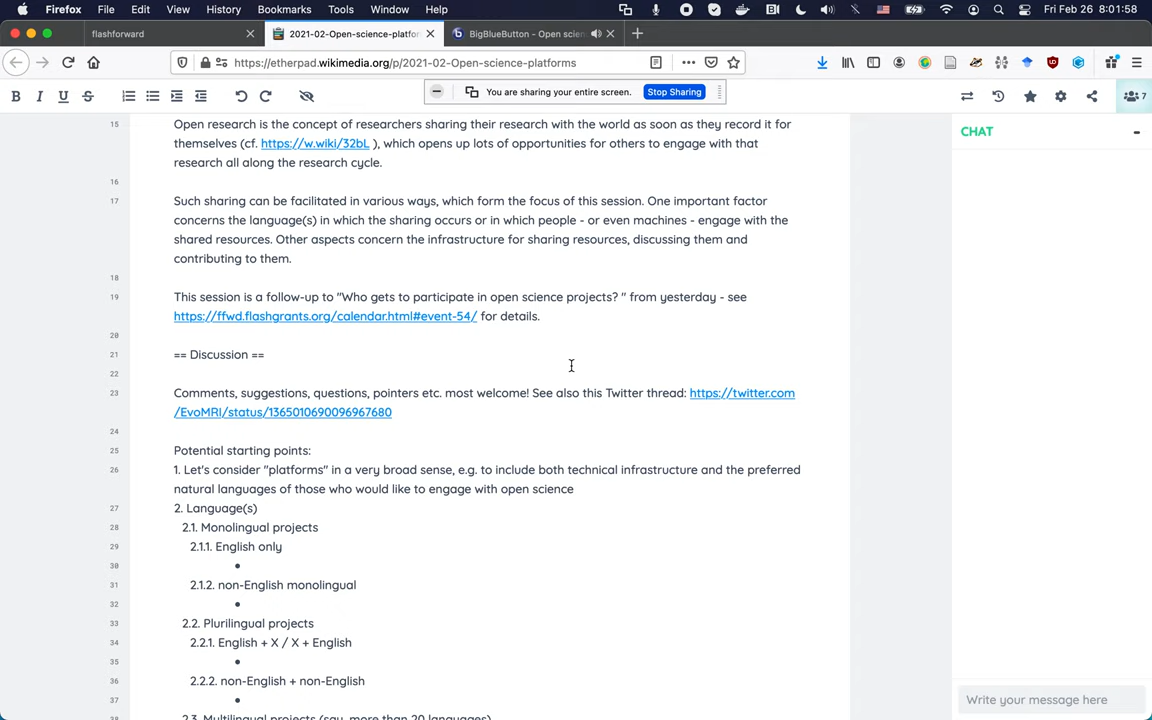 Firefox File Edit View History Bookmarks Tools Window Help Fri Feb 26 8:01:58
flashforward 2021-02-Open-science-platfor BigBlueButton - Open scien
https://etherpad.wikimedia.org/p/2021-02-Open-science-platforms
You are sharing your entire screen. Stop Sharing
7
15 Open research is the concept of researchers sharing their research with the world as soon as they record it for
themselves (cf. https://w.wiki/32bL ), which opens up lots of opportunities for others to engage with that
research all along the research cycle.
16
17 Such sharing can be facilitated in various ways, which form the focus of this session. One important factor
concerns the language(s) in which the sharing occurs or in which people - or even machines - engage with the
shared resources. Other aspects concern the infrastructure for sharing resources, discussing them and
contributing to them.
18
19 This session is a follow-up to "Who gets to participate in open science projects? " from yesterday - see
https://ffwd.flashgrants.org/calendar.html#event-54/ for details.
20
21 == Discussion ==
22
23 Comments, suggestions, questions, pointers etc. most welcome! See also this Twitter thread: https://twitter.com
/EvoMRI/status/1365010690096967680
24
25 Potential starting points:
26 1. Let's consider "platforms" in a very broad sense, e.g. to include both technical infrastructure and the preferred
natural languages of those who would like to engage with open science
27 2. Language(s)
28 2.1. Monolingual projects
29 2.1.1. English only
30 •
31 2.1.2. non-English monolingual
32 •
33 2.2. Plurilingual projects
34 2.2.1. English + X / X + English
35 •
36 2.2.2. non-English + non-English
37 •
38 2.3. Multilingual projects (say, more than 20 languages)
CHAT
Write your message here